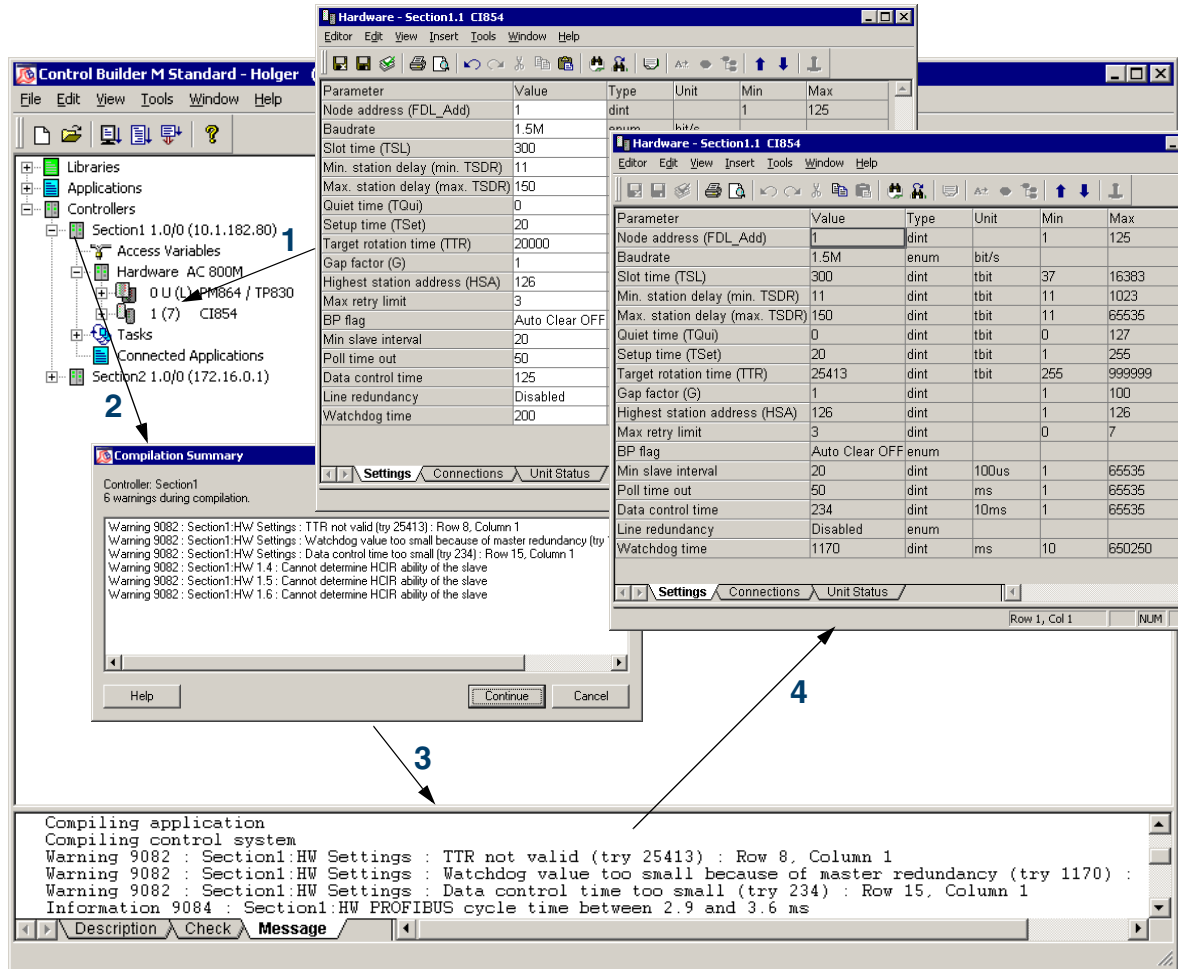 Hardware - Section1.1 CI854
Editor Edit View Insert Tools Window Help
Parameter Value Type Unit Min Max
Node address (FDL_Add) 1 dint 1 125
Baudrate 1.5M enum bit/s
Slot time (TSL) 300
Min. station delay (min. TSDR) 11
Max. station delay (max. TSDR) 150
Quiet time (TQui) 0
Setup time (TSet) 20
Target rotation time (TTR) 20000
Gap factor (G) 1
Highest station address (HSA) 126
Max retry limit 3
BP flag Auto Clear OFF
Min slave interval 20
Poll time out 50
Data control time 125
Line redundancy Disabled
Watchdog time 200
Settings Connections Unit Status
Control Builder M Standard - Holger (
File Edit View Tools Window Help
Libraries
Applications
Controllers
Section1 1.0/0 (10.1.182.80)
Access Variables
Hardware AC 800M
0 U (L) PM864 / TP830
1 (7) CI854
Tasks
Connected Applications
Section2 1.0/0 (172.16.0.1)
1
2
Hardware - Section1.1 CI854
Editor Edit View Insert Tools Window Help
Parameter Value Type Unit Min Max
Node address (FDL_Add) 1 dint 1 125
Baudrate 1.5M enum bit/s
Slot time (TSL) 300 dint tbit 37 16383
Min. station delay (min. TSDR) 11 dint tbit 11 1023
Max. station delay (max. TSDR) 150 dint tbit 11 65535
Quiet time (TQui) 0 dint tbit 0 127
Setup time (TSet) 20 dint tbit 1 255
Target rotation time (TTR) 25413 dint tbit 255 999999
Gap factor (G) 1 dint 1 100
Highest station address (HSA) 126 dint 1 126
Max retry limit 3 dint 0 7
BP flag Auto Clear OFF enum
Min slave interval 20 dint 100us 1 65535
Poll time out 50 dint ms 1 65535
Data control time 234 dint 10ms 1 65535
Line redundancy Disabled enum
Watchdog time 1170 dint ms 10 650250
Settings Connections Unit Status
Row 1, Col 1 NUM
Compilation Summary
Controller: Section1
6 warnings during compilation.
Warning 9082 : Section1:HW Settings : TTR not valid (try 25413) : Row 8, Column 1
Warning 9082 : Section1:HW Settings : Watchdog value too small because of master redundancy (try
Warning 9082 : Section1:HW Settings : Data control time too small (try 234) : Row 15, Column 1
Warning 9082 : Section1:HW 1.4 : Cannot determine HCIR ability of the slave
Warning 9082 : Section1:HW 1.5 : Cannot determine HCIR ability of the slave
Warning 9082 : Section1:HW 1.6 : Cannot determine HCIR ability of the slave
Help Continue Cancel
4
3
Compiling application
Compiling control system
Warning 9082 : Section1:HW Settings : TTR not valid (try 25413) : Row 8, Column 1
Warning 9082 : Section1:HW Settings : Watchdog value too small because of master redundancy (try 1170) :
Warning 9082 : Section1:HW Settings : Data control time too small (try 234) : Row 15, Column 1
Information 9084 : Section1:HW PROFIBUS cycle time between 2.9 and 3.6 ms
Description Check Message